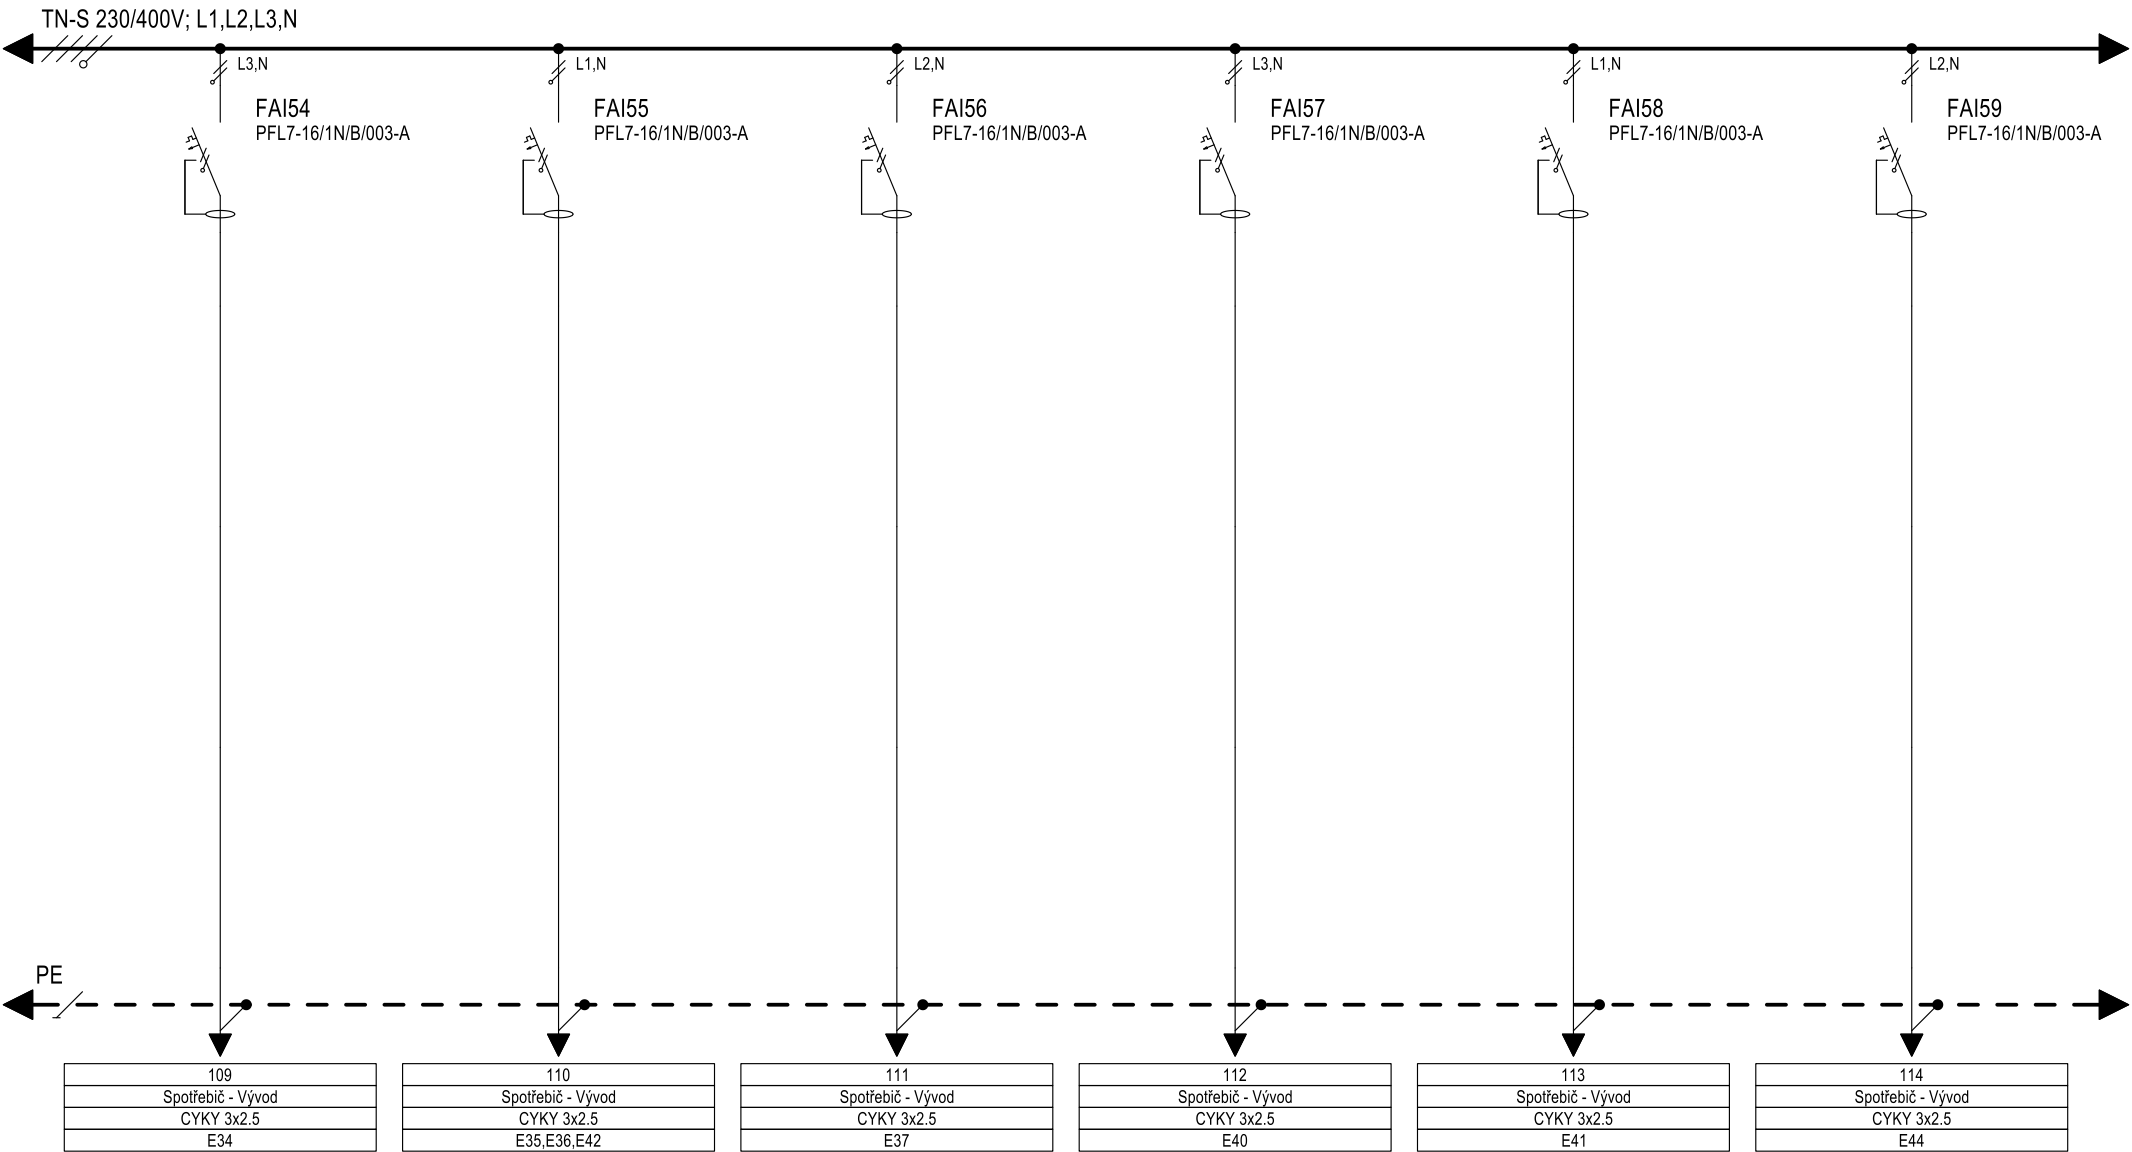 TN-S 230/400V; L1,L2,L3,N
L3,N
L1,N
L2,N
L3,N
L1,N
L2,N
FAI54
PFL7-16/1N/B/003-A
FAI55
PFL7-16/1N/B/003-A
FAI56
PFL7-16/1N/B/003-A
FAI57
PFL7-16/1N/B/003-A
FAI58
PFL7-16/1N/B/003-A
FAI59
PFL7-16/1N/B/003-A
PE
109
Spotřebič - Vývod
CYKY 3x2.5
E34
110
Spotřebič - Vývod
CYKY 3x2.5
E35,E36,E42
111
Spotřebič - Vývod
CYKY 3x2.5
E37
112
Spotřebič - Vývod
CYKY 3x2.5
E40
113
Spotřebič - Vývod
CYKY 3x2.5
E41
114
Spotřebič - Vývod
CYKY 3x2.5
E44